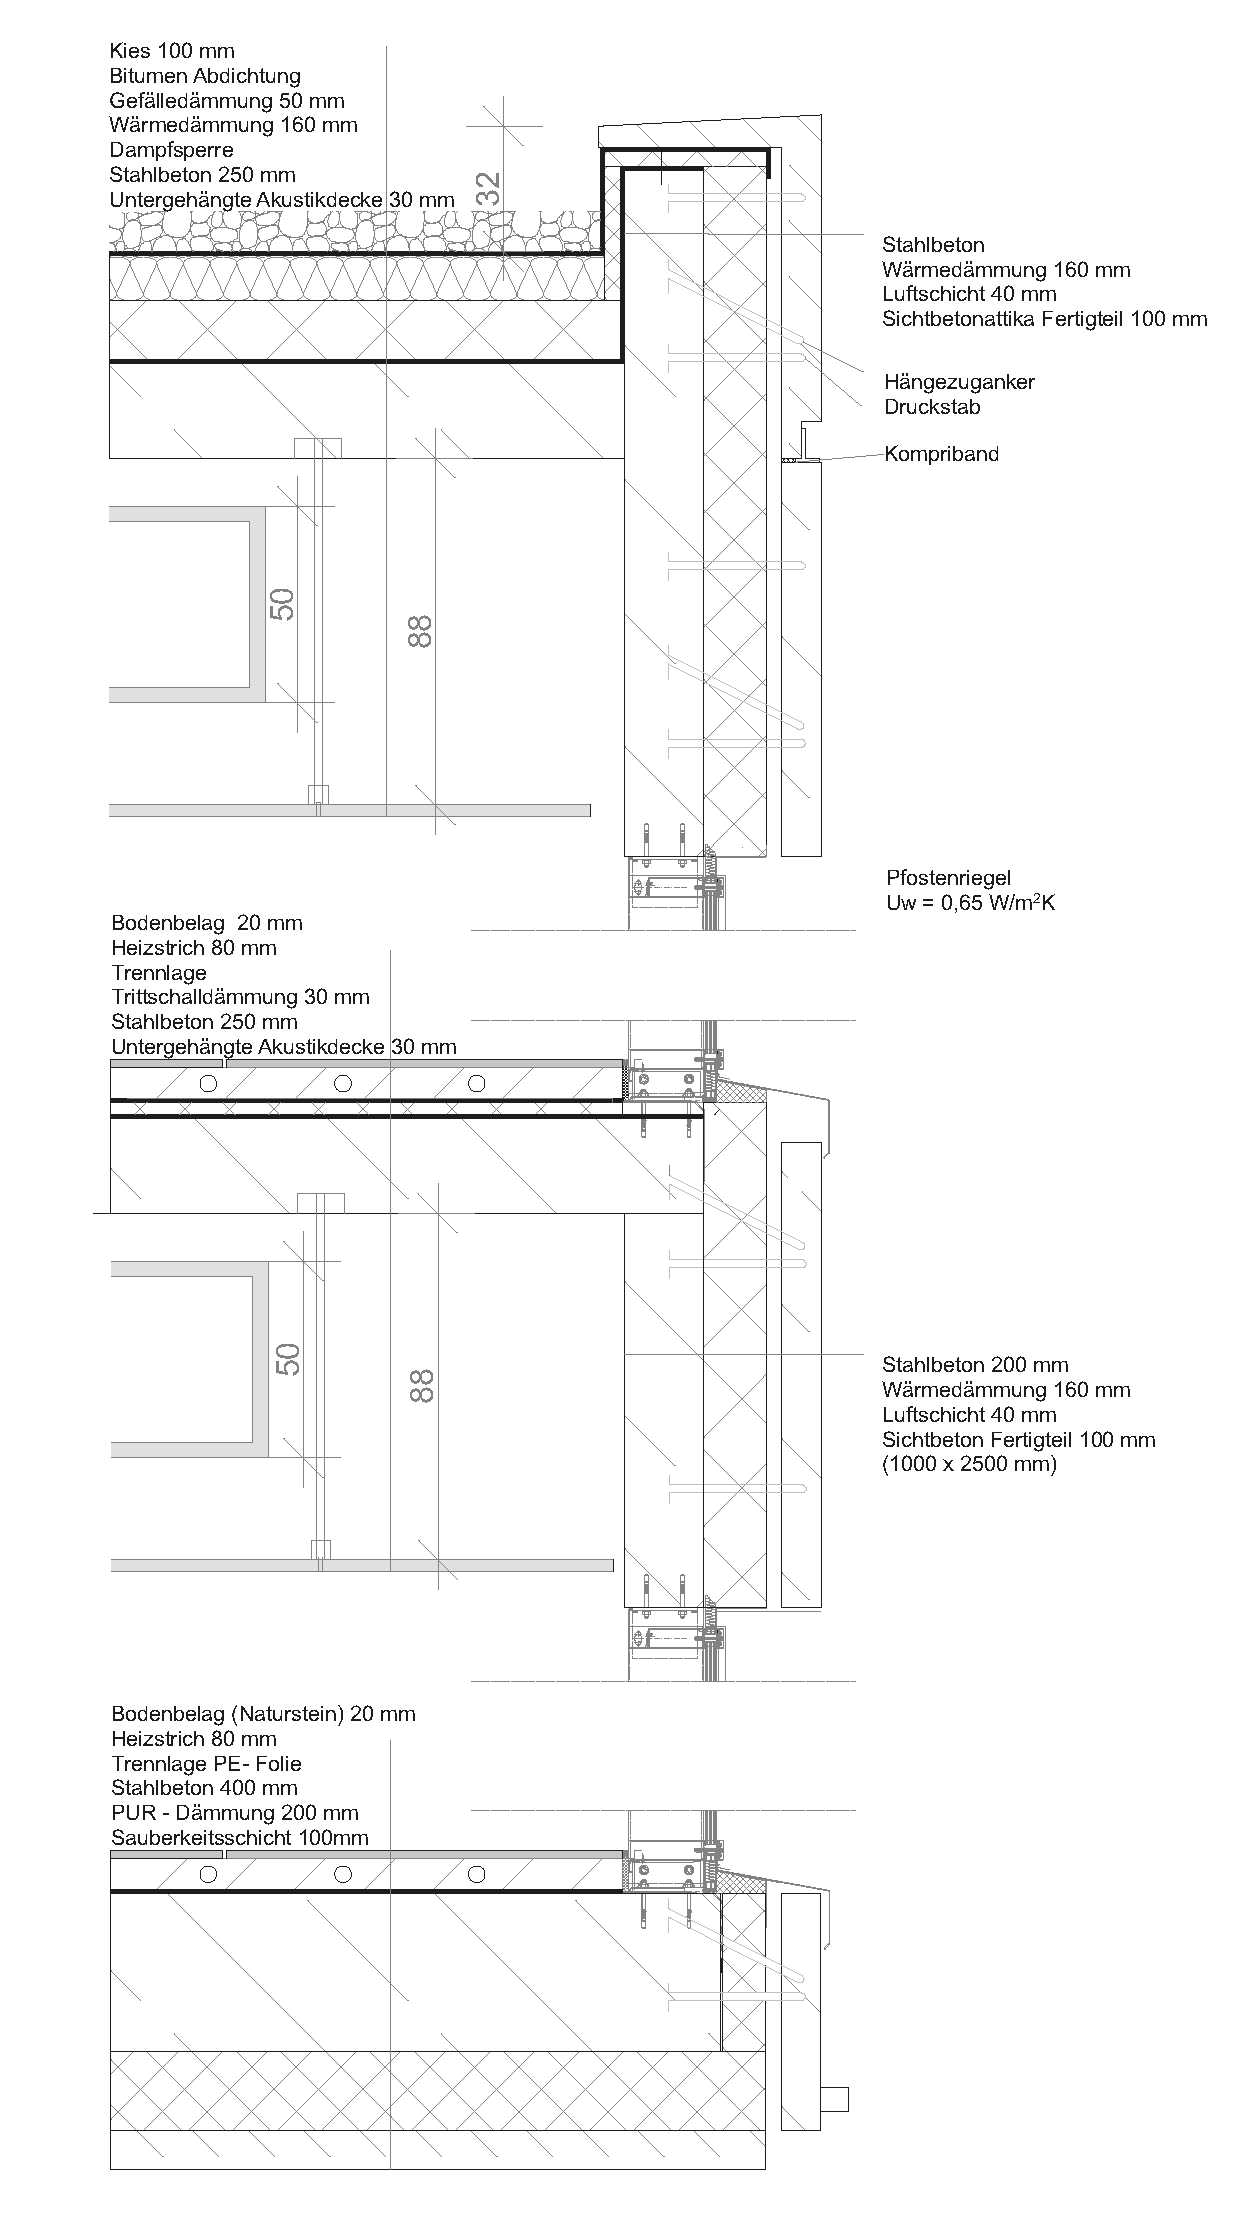 Kies 100 mm
Bitumen Abdichtung
Gefälledämmung 50 mm
Wärmedämmung 160 mm
Dampfsperre
Stahlbeton 250 mm
Untergehängte Akustikdecke 30 mm
32
Stahlbeton
Wärmedämmung 160 mm
Luftschicht 40 mm
Sichtbetonattika Fertigteil 100 mm
Hängezuganker
Druckstab
Kompriband
50
88
Pfostenriegel
Uw = 0,65 W/m²K
Bodenbelag 20 mm
Heizstrich 80 mm
Trennlage
Trittschalldämmung 30 mm
Stahlbeton 250 mm
Untergehängte Akustikdecke 30 mm
50
88
Stahlbeton 200 mm
Wärmedämmung 160 mm
Luftschicht 40 mm
Sichtbeton Fertigteil 100 mm
(1000 x 2500 mm)
Bodenbelag (Naturstein) 20 mm
Heizstrich 80 mm
Trennlage PE- Folie
Stahlbeton 400 mm
PUR - Dämmung 200 mm
Sauberkeitsschicht 100mm